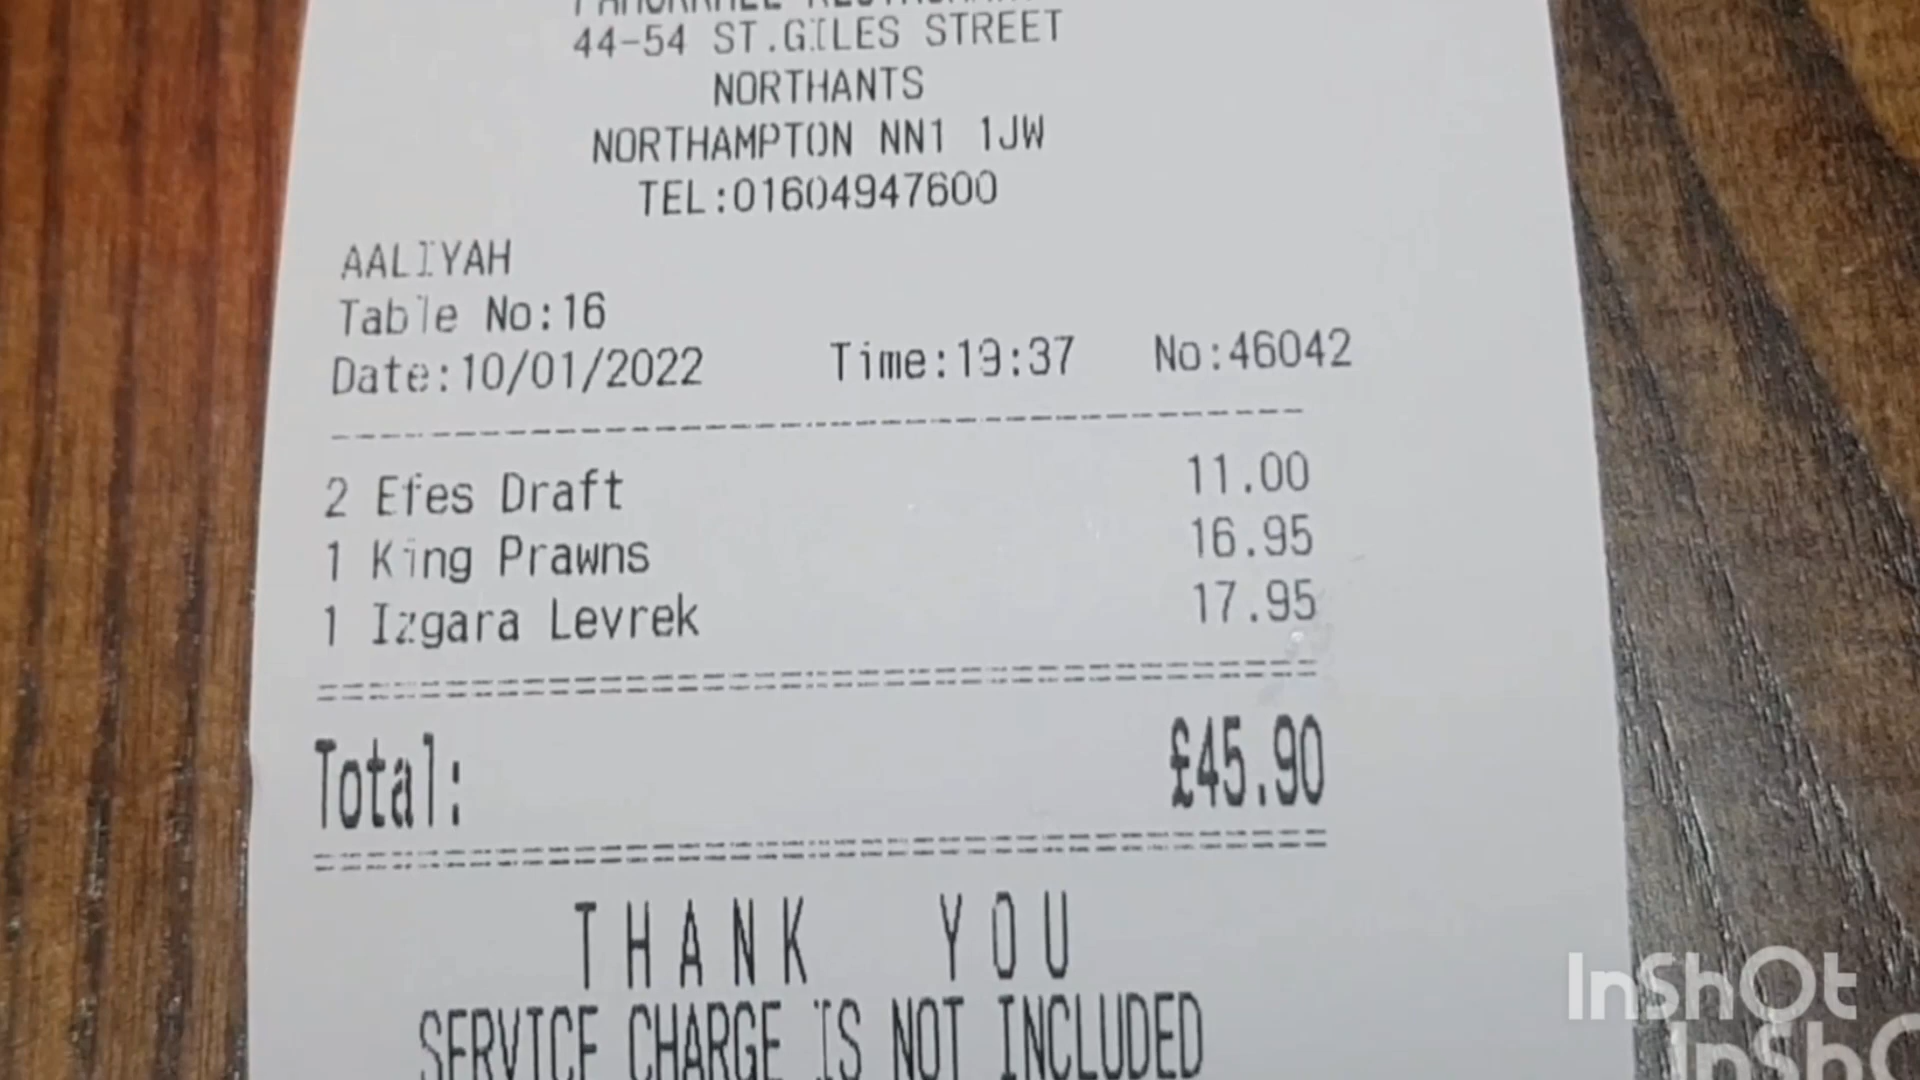 44-54 ST.GILES STREET
NORTHANTS
NORTHAMPTON NN1 1JW
TEL:01604947600
AALIYAH
Table No:16
Date:10/01/2022 Time:19:37 No:46042
2 Efes Draft 11.00
1 King Prawns 16.95
1 Izgara Levrek 17.95
Total: £45.90
THANK YOU
SERVICE CHARGE IS NOT INCLUDED
InShOt
InShO